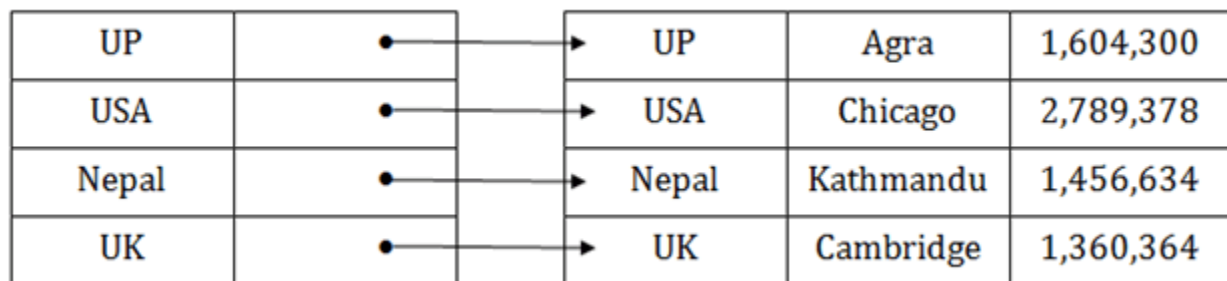 UP UP Agra 1,604,300
USA USA Chicago 2,789,378
Nepal Nepal Kathmandu 1,456,634
UK UK Cambridge 1,360,364